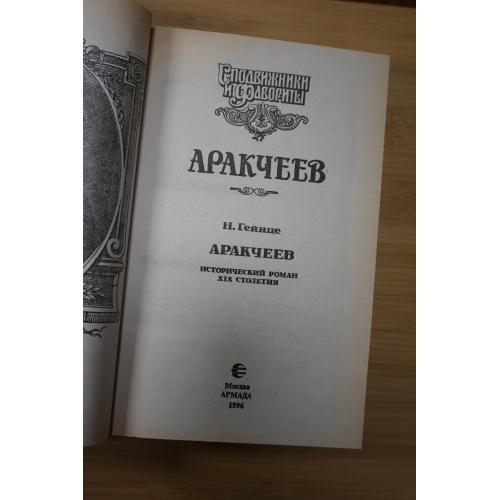 Сподвижники
и Фавориты
АРАКЧЕЕВ
Н. Гейнце
АРАКЧЕЕВ
ИСТОРИЧЕСКИЙ РОМАН
XIX СТОЛЕТИЯ
Москва
АРМАДА
1996